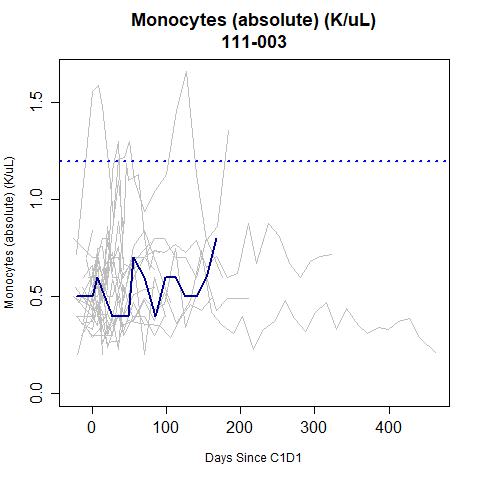 Monocytes (absolute) (K/uL)
111-003
Monocytes (absolute) (K/uL)
1.5
1.0
0.5
0.0
0 100 200 300 400
Days Since C1D1